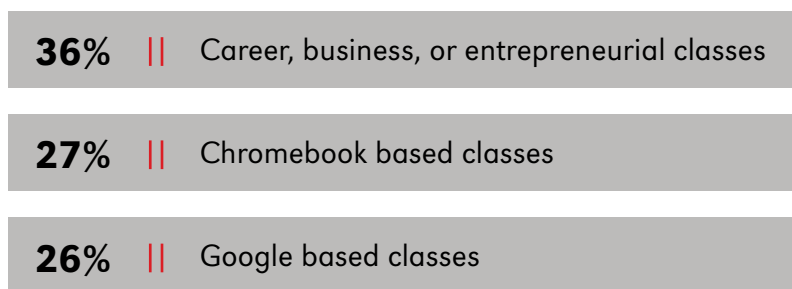 36% || Career, business, or entrepreneurial classes
27% || Chromebook based classes
26% || Google based classes